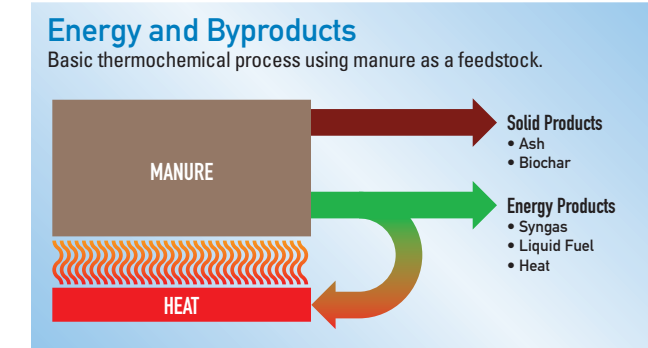 Energy and Byproducts
Basic thermochemical process using manure as a feedstock.
MANURE
HEAT
Solid Products
• Ash
• Biochar
Energy Products
• Syngas
• Liquid Fuel
• Heat